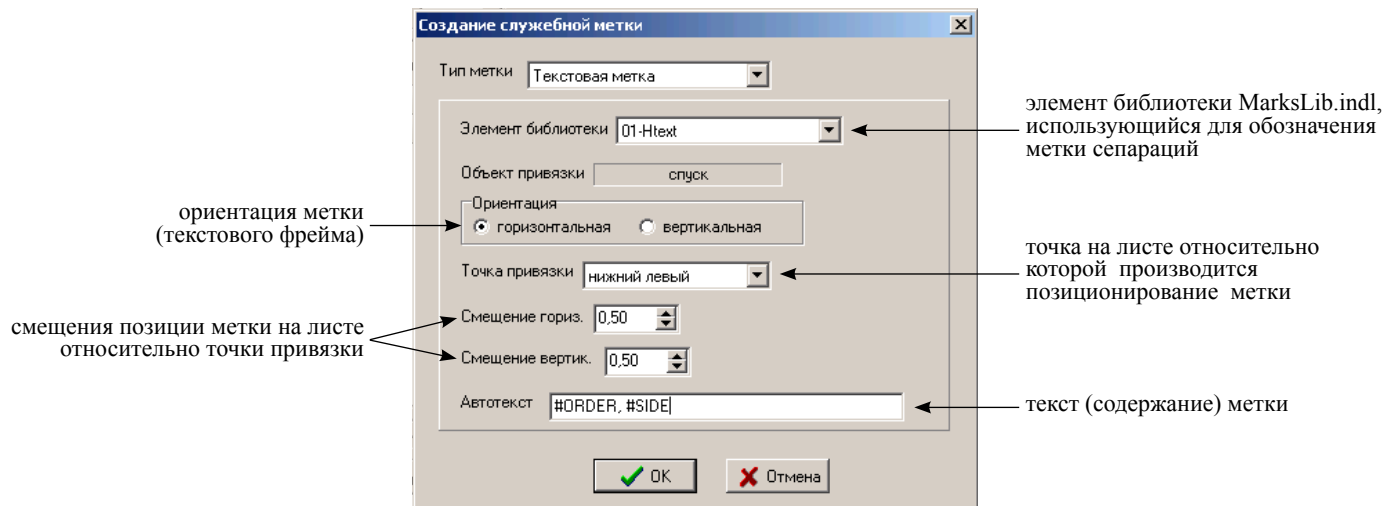 Создание служебной метки
Тип метки Текстовая метка
Элемент библиотеки 01-Htext
Объект привязки спуск
Ориентация
горизонтальная вертикальная
Точка привязки нижний левый
Смещение гориз. 0,50
Смещение вертик. 0,50
Автотекст #ORDER, #SIDE
OK Отмена
ориентация метки
(текстового фрейма)
смещения позиции метки на листе
относительно точки привязки
элемент библиотеки MarksLib.indl,
использующийся для обозначения
метки сепараций
точка на листе относительно
которой производится
позиционирование метки
текст (содержание) метки